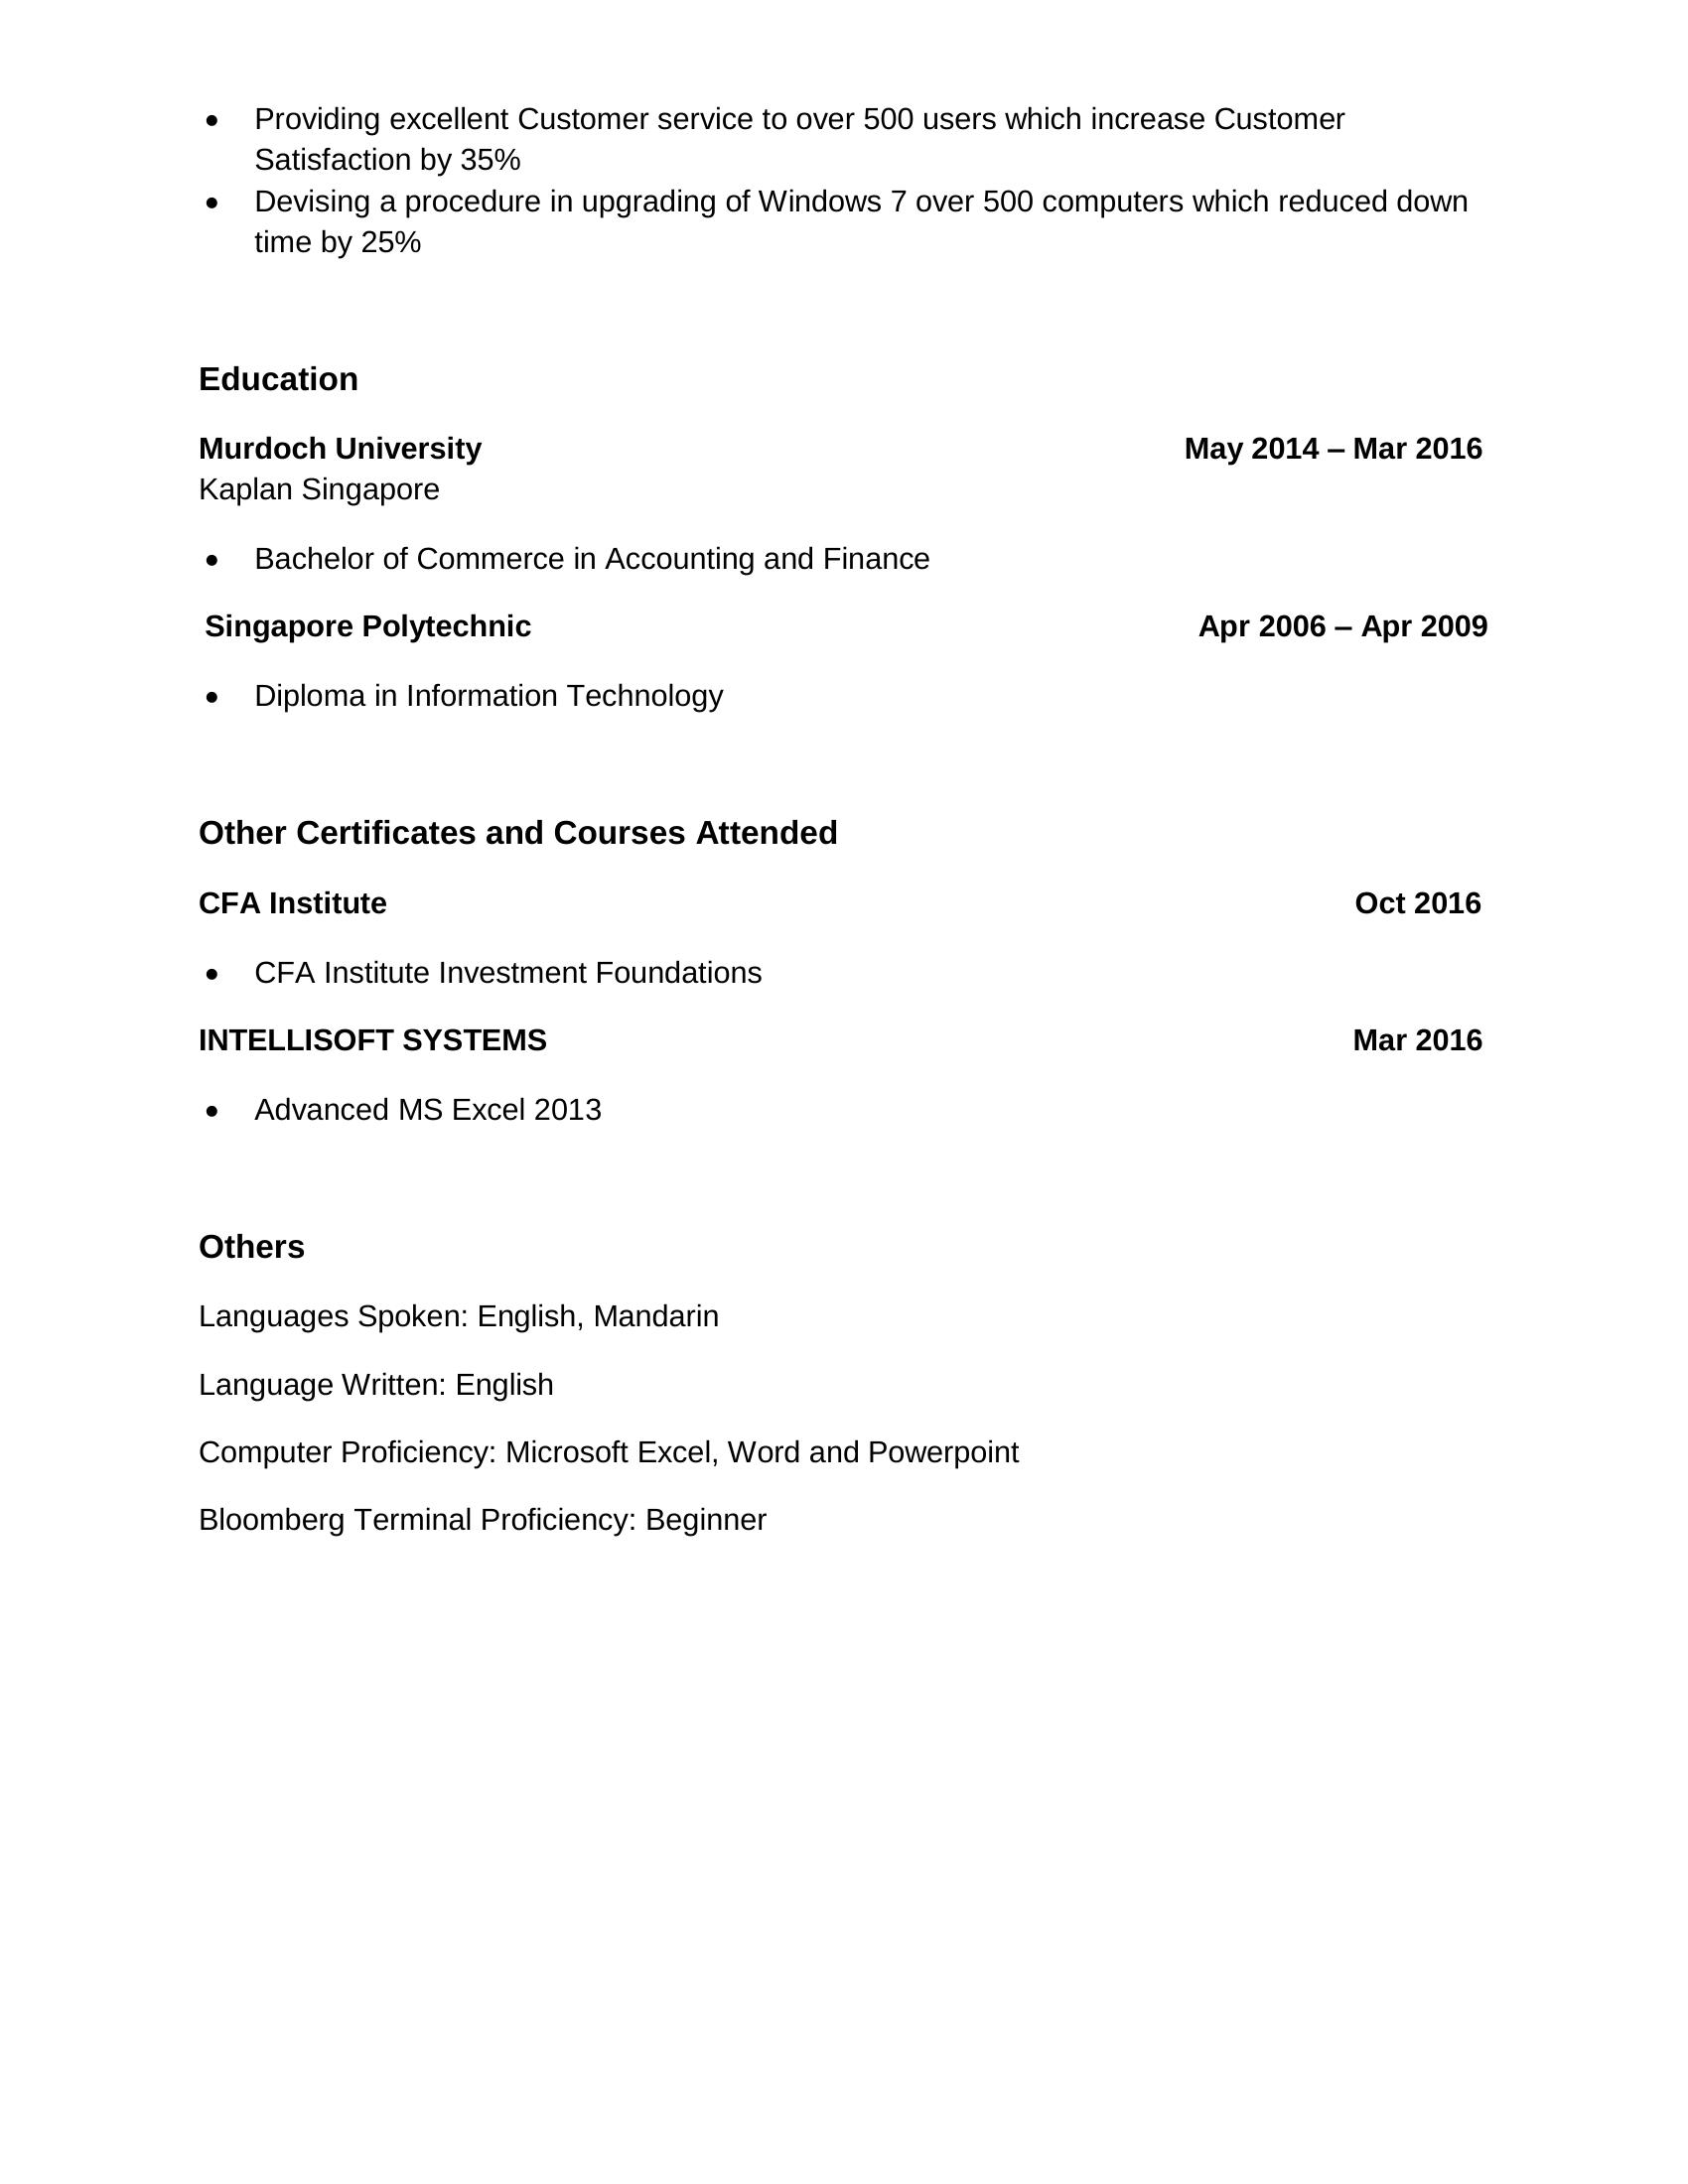 • Providing excellent Customer service to over 500 users which increase Customer
Satisfaction by 35%
• Devising a procedure in upgrading of Windows 7 over 500 computers which reduced down
time by 25%
Education
Murdoch University May 2014 – Mar 2016
Kaplan Singapore
• Bachelor of Commerce in Accounting and Finance
Singapore Polytechnic Apr 2006 – Apr 2009
• Diploma in Information Technology
Other Certificates and Courses Attended
CFA Institute Oct 2016
• CFA Institute Investment Foundations
INTELLISOFT SYSTEMS Mar 2016
• Advanced MS Excel 2013
Others
Languages Spoken: English, Mandarin
Language Written: English
Computer Proficiency: Microsoft Excel, Word and Powerpoint
Bloomberg Terminal Proficiency: Beginner